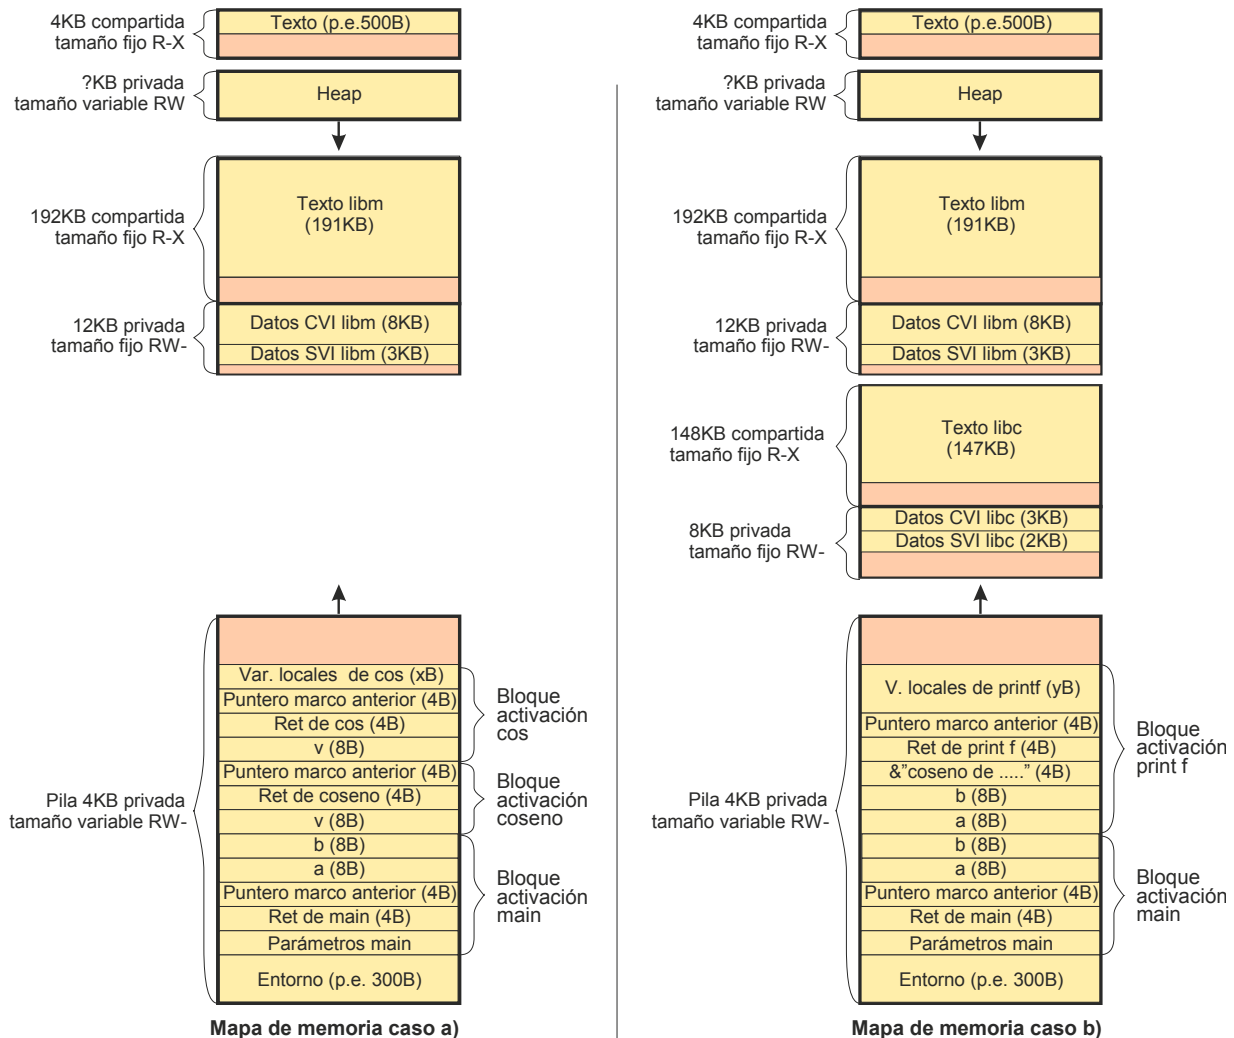 4KB compartida
tamaño fijo R-X
Texto (p.e.500B)
?KB privada
tamaño variable RW
Heap
192KB compartida
tamaño fijo R-X
Texto libm
(191KB)
12KB privada
tamaño fijo RW-
Datos CVI libm (8KB)
Datos SVI libm (3KB)
Pila 4KB privada
tamaño variable RW-
Var. locales de cos (xB)
Puntero marco anterior (4B)
Ret de cos (4B)
v (8B)
Bloque
activación
cos
Puntero marco anterior (4B)
Ret de coseno (4B)
v (8B)
Bloque
activación
coseno
b (8B)
a (8B)
Puntero marco anterior (4B)
Ret de main (4B)
Parámetros main
Bloque
activación
main
Entorno (p.e. 300B)
Mapa de memoria caso a)
4KB compartida
tamaño fijo R-X
Texto (p.e.500B)
?KB privada
tamaño variable RW
Heap
192KB compartida
tamaño fijo R-X
Texto libm
(191KB)
12KB privada
tamaño fijo RW-
Datos CVI libm (8KB)
Datos SVI libm (3KB)
148KB compartida
tamaño fijo R-X
Texto libc
(147KB)
8KB privada
tamaño fijo RW-
Datos CVI libc (3KB)
Datos SVI libc (2KB)
Pila 4KB privada
tamaño variable RW-
V. locales de printf (yB)
Puntero marco anterior (4B)
Ret de print f (4B)
&”coseno de .....” (4B)
b (8B)
a (8B)
Bloque
activación
print f
b (8B)
a (8B)
Puntero marco anterior (4B)
Ret de main (4B)
Parámetros main
Bloque
activación
main
Entorno (p.e. 300B)
Mapa de memoria caso b)